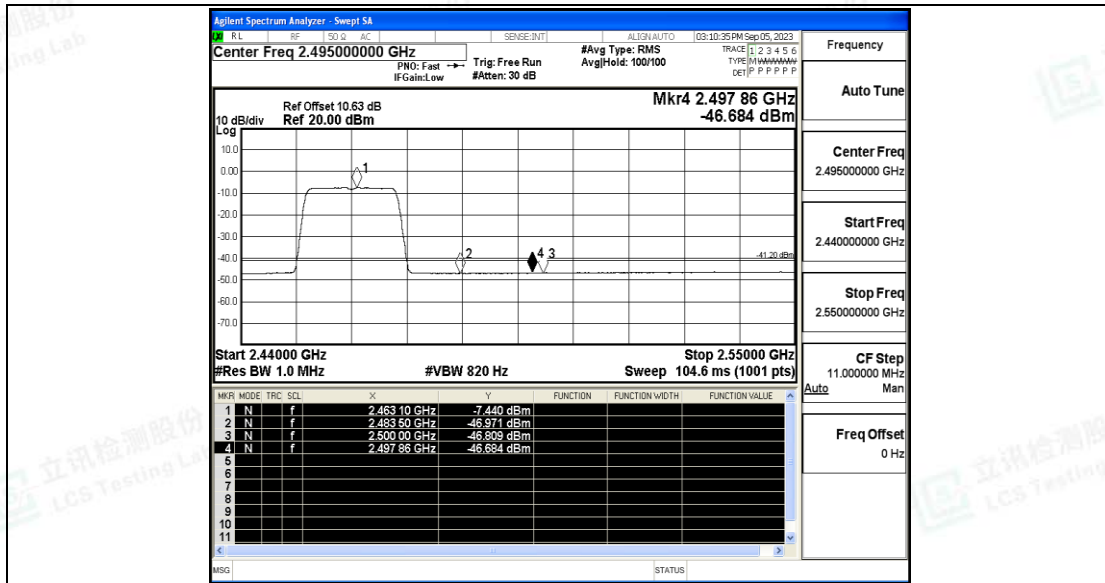 Agilent Spectrum Analyzer - Swept SA
RL RF 50 Ω AC SENSE:INT ALIGN AUTO 03:10:35 PM Sep 05, 2023
Center Freq 2.495000000 GHz
PNO: Fast
IFGain:Low
Trig: Free Run
#Atten: 30 dB
#Avg Type: RMS
Avg|Hold: 100/100
TRACE 1 2 3 4 5 6
TYPE M
DET P P P P P P
Frequency
Auto Tune
Center Freq
2.495000000 GHz
Start Freq
2.440000000 GHz
Stop Freq
2.550000000 GHz
CF Step
11.000000 MHz
Auto Man
Freq Offset
0 Hz
Mkr4 2.497 86 GHz
-46.684 dBm
Ref Offset 10.63 dB
10 dB/div Ref 20.00 dBm
Log
10.0
0.00
-10.0
-20.0
-30.0
-40.0
-50.0
-60.0
-70.0
1
2
4 3
-41.20 dBm
Start 2.44000 GHz Stop 2.55000 GHz
#Res BW 1.0 MHz #VBW 820 Hz Sweep 104.6 ms (1001 pts)
MKR MODE TRC SCL X Y FUNCTION FUNCTION WIDTH FUNCTION VALUE
1 N f 2.463 10 GHz -7.440 dBm
2 N f 2.483 50 GHz -46.971 dBm
3 N f 2.500 00 GHz -46.809 dBm
4 N f 2.497 86 GHz -46.684 dBm
5
6
7
8
9
10
11
MSG STATUS
立讯检测股份
LCS Testing Lab
立讯检测股
LCS Testing